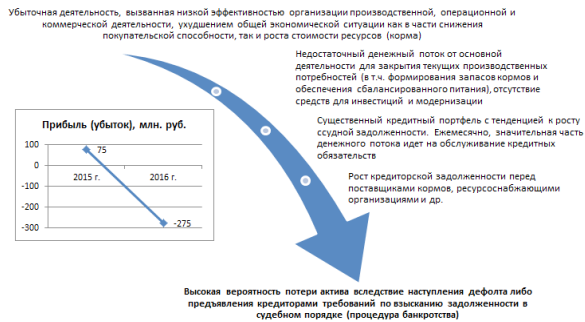 Убыточная деятельность, вызванная низкой эффективностью организации производственной, операционной и
коммерческой деятельности, ухудшением общей экономической ситуации как в части снижения
покупательской способности, так и роста стоимости ресурсов (корма)
Недостаточный денежный поток от основной
деятельности для закрытия текущих производственных
потребностей (в т.ч. формирования запасов кормов и
обеспечения сбалансированного питания), отсутствие
средств для инвестиций и модернизации
Существенный кредитный портфель с тенденцией к росту
ссудной задолженности. Ежемесячно, значительная часть
денежного потока идет на обслуживание кредитных
обязательств
Рост кредиторской задолженности перед
поставщиками кормов, ресурсоснабжающими
организациями и др.
Прибыль (убыток), млн. руб.
100
75
0
2015 г.
2016 г.
-100
-200
-275
-300
Высокая вероятность потери актива вследствие наступления дефолта либо
предъявления кредиторами требований по взысканию задолженности в
судебном порядке (процедура банкротства)